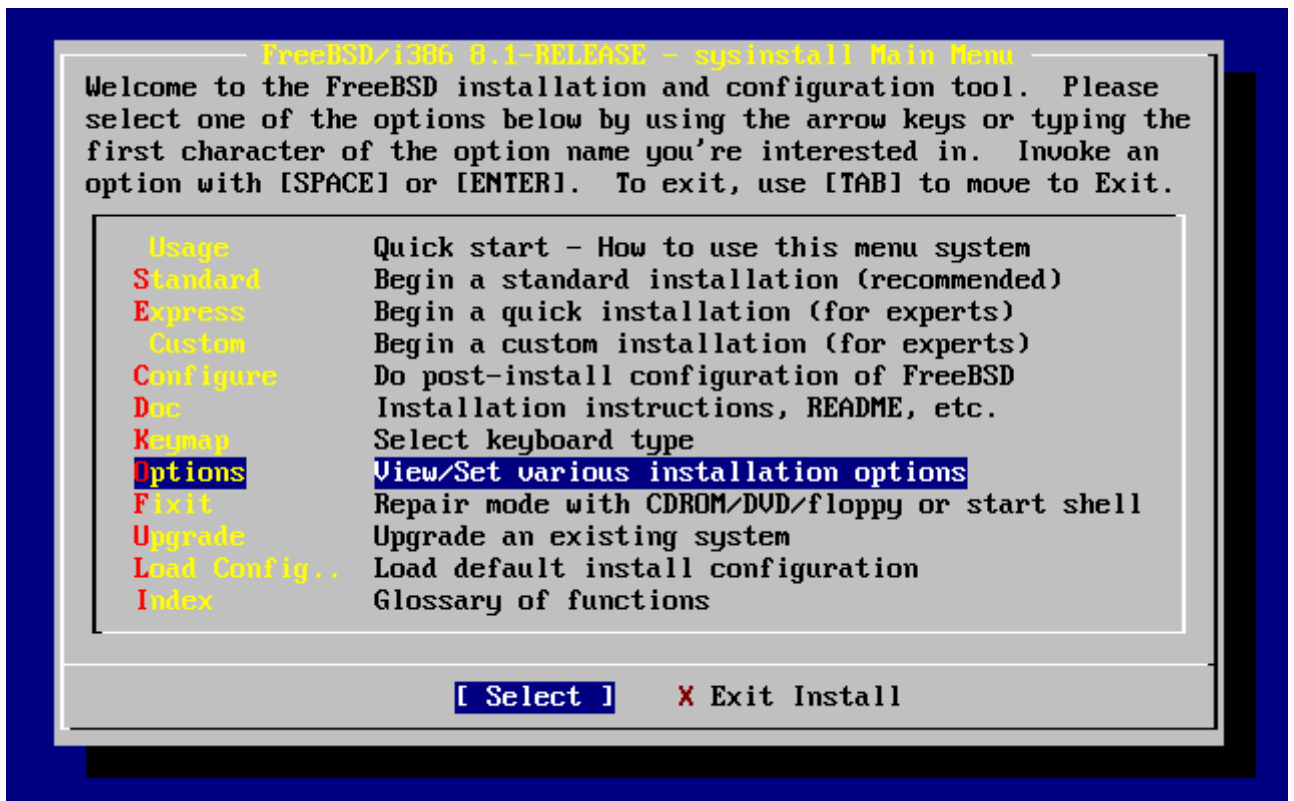 FreeBSD/i386 8.1-RELEASE - sysinstall Main Menu
Welcome to the FreeBSD installation and configuration tool.  Please
select one of the options below by using the arrow keys or typing the
first character of the option name you're interested in.  Invoke an
option with [SPACE] or [ENTER].  To exit, use [TAB] to move to Exit.
Usage Quick start - How to use this menu system
Standard Begin a standard installation (recommended)
Express Begin a quick installation (for experts)
Custom Begin a custom installation (for experts)
Configure Do post-install configuration of FreeBSD
Doc Installation instructions, README, etc.
Keymap Select keyboard type
Options View/Set various installation options
Fixit Repair mode with CDROM/DVD/floppy or start shell
Upgrade Upgrade an existing system
Load Config.. Load default install configuration
Index Glossary of functions
[ Select ] X Exit Install